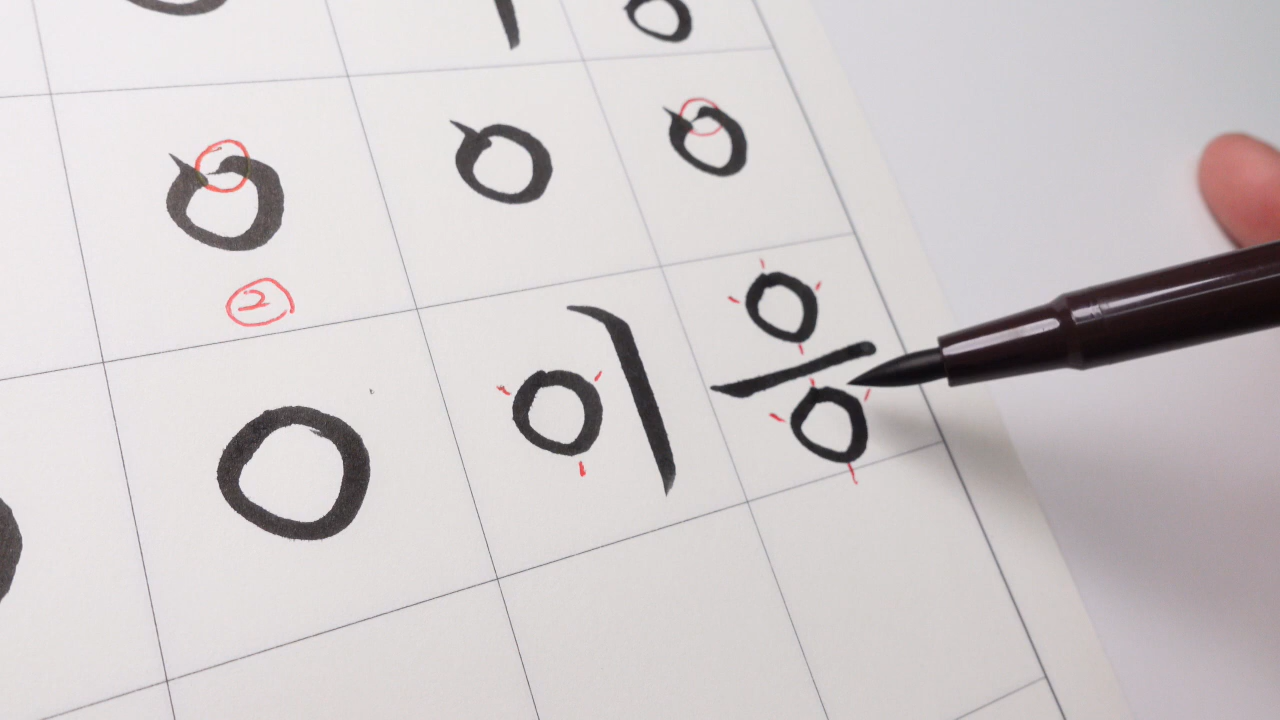 ㅇ ㅇ ㅇ
②
ㅇ 이 응